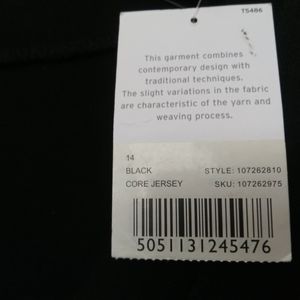 T5486
This garment combines
contemporary design with
traditional techniques.
The slight variations in the fabric
are characteristic of the yarn and
weaving process.
14
BLACK STYLE: 107262810
CORE JERSEY SKU: 107262975
5051131245476